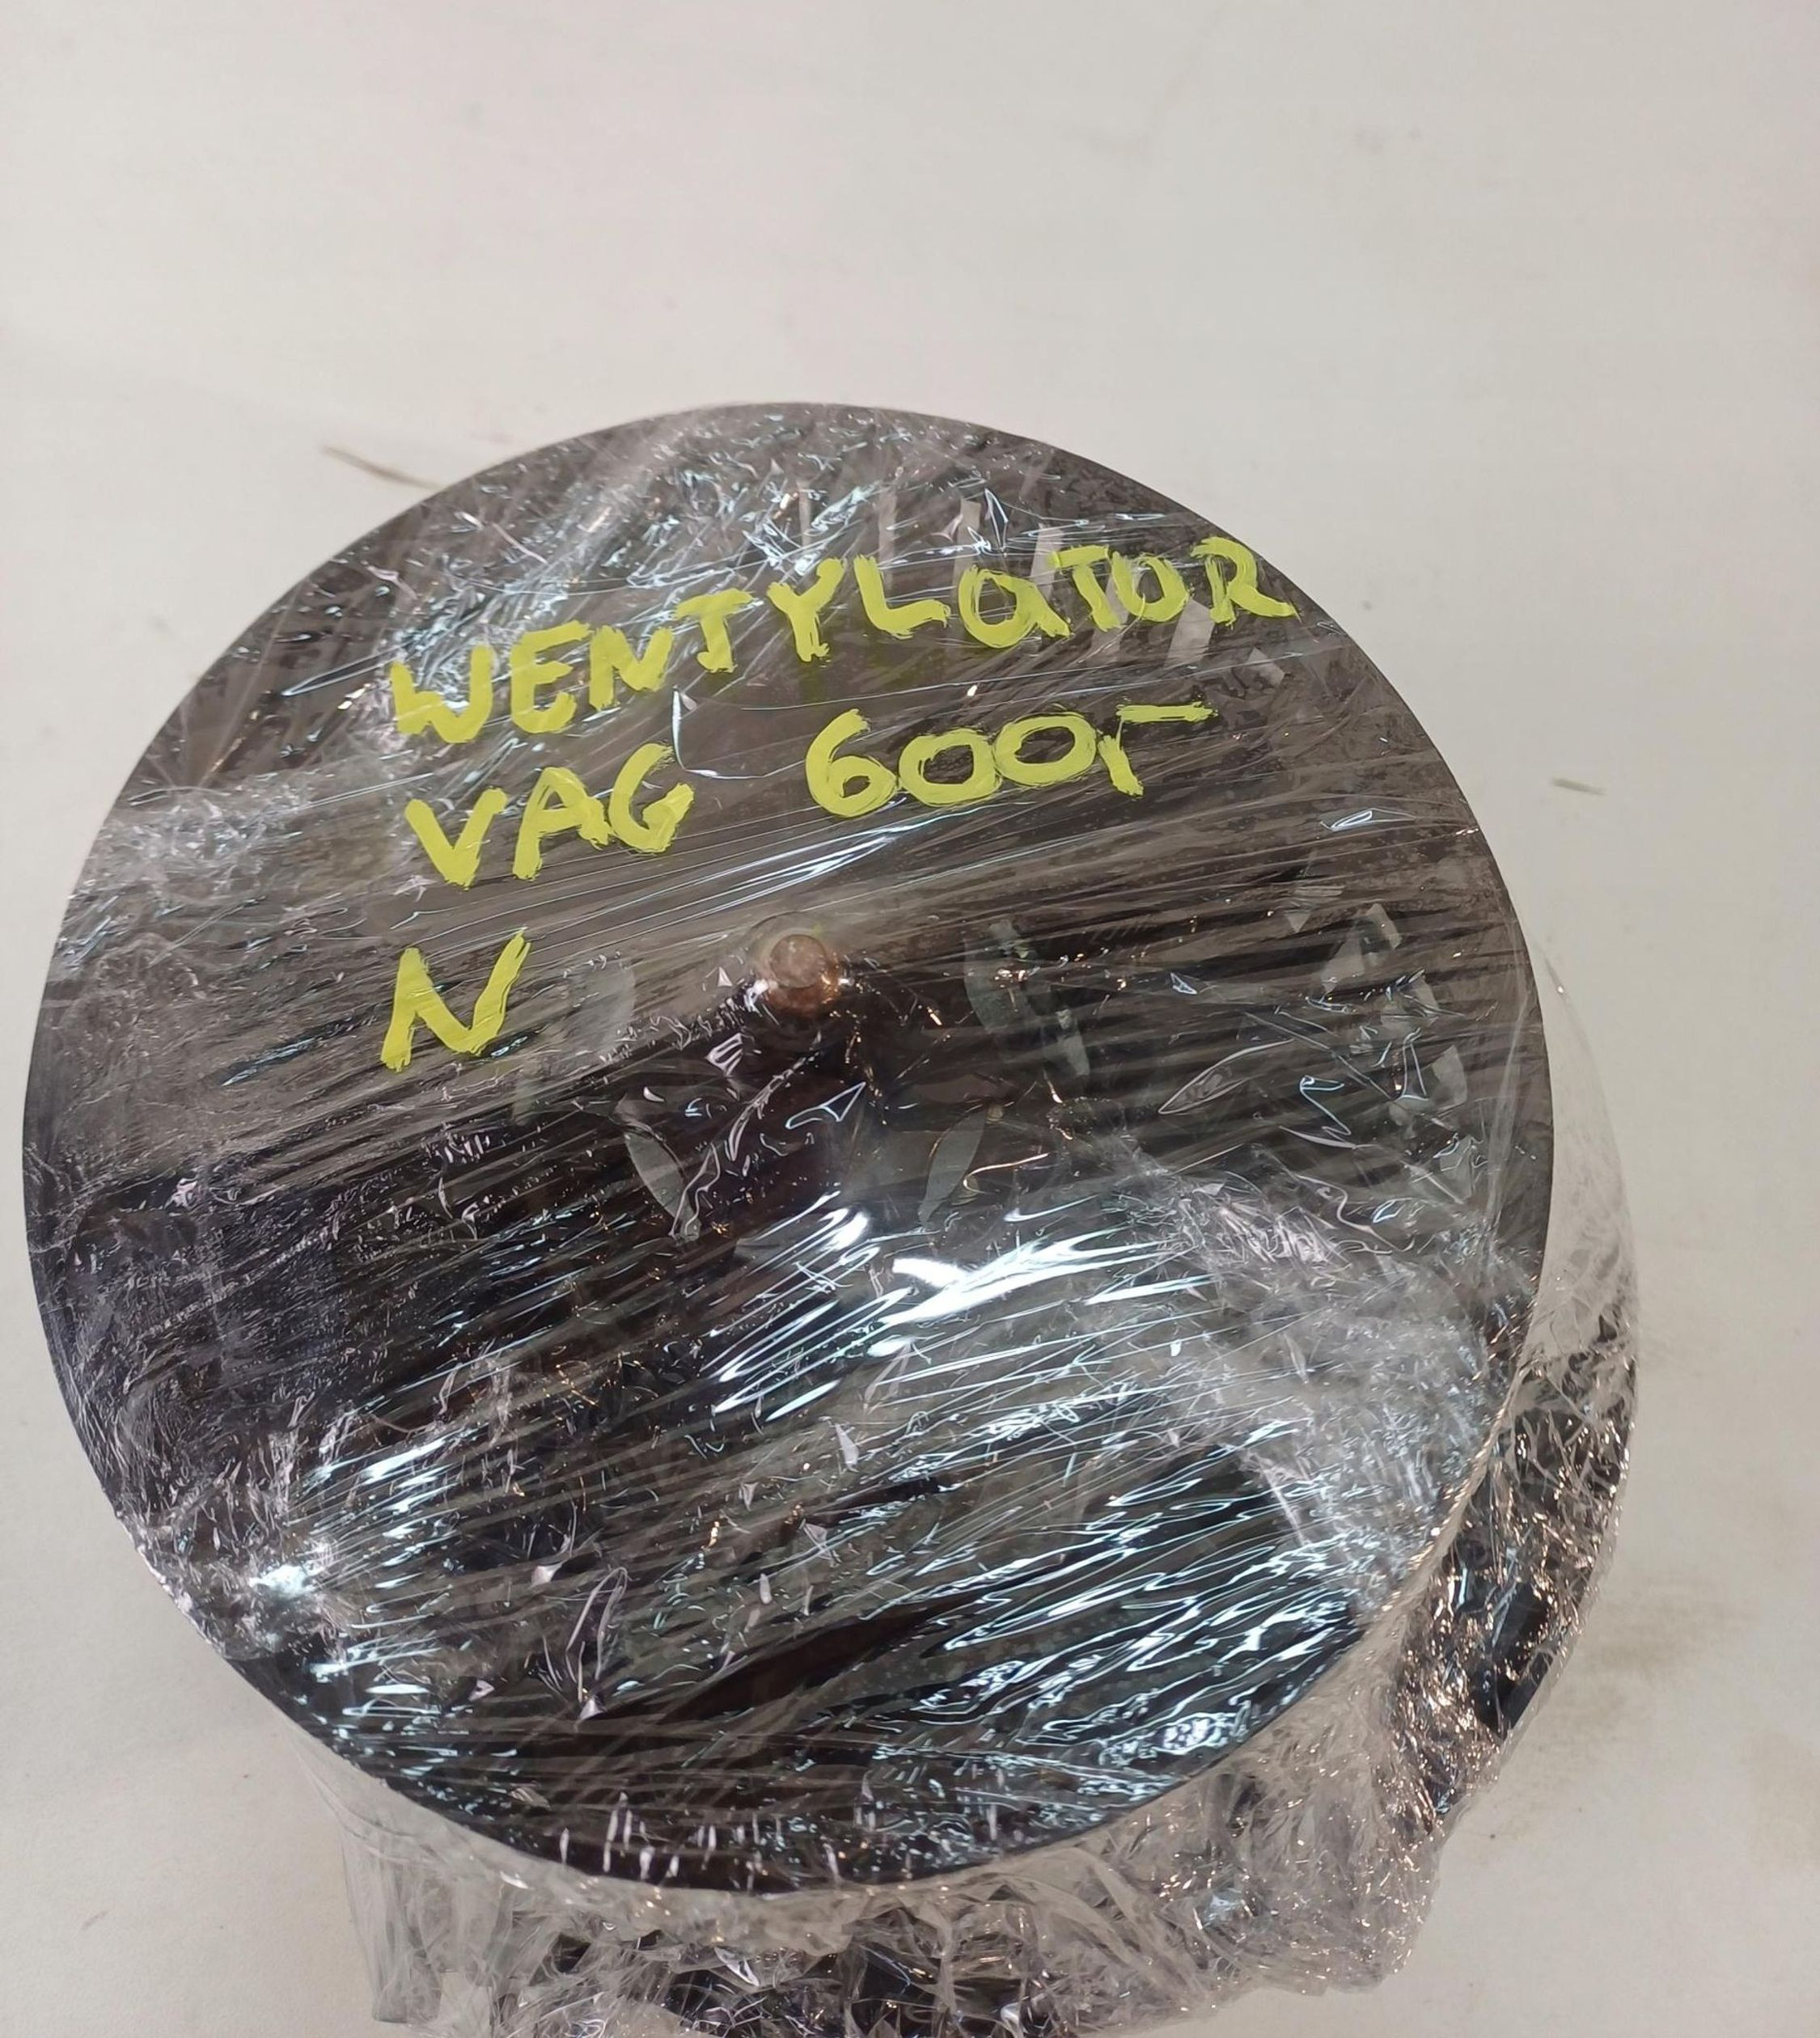 WENTYLaTOR
VAG 600,-
N